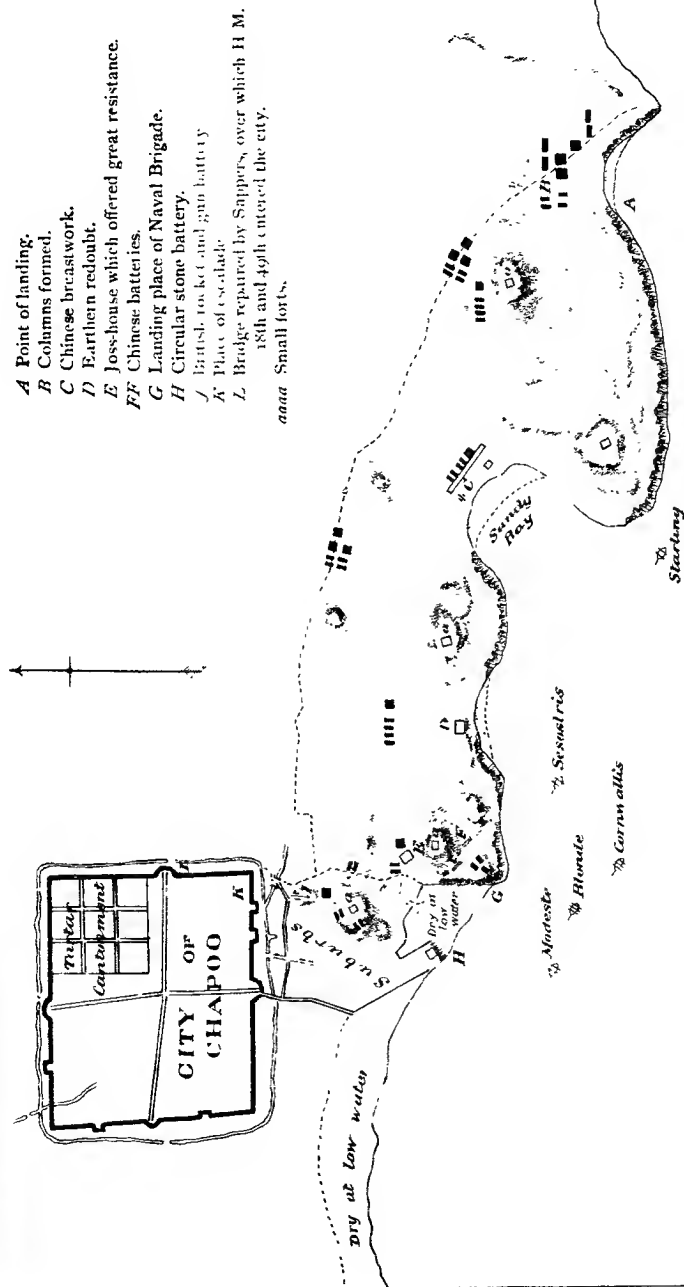 A Point of landing.
B Columns formed.
C Chinese breastwork.
D Earthern redoubt.
E Joss-house which offered great resistance.
FF Chinese batteries.
G Landing place of Naval Brigade.
H Circular stone battery.
J British rocket and gun battery
K Place of escalade
L Bridge repaired by Sappers, over which H M.
18th and 49th entered the city.
aaaa Small forts.
Tartar
Cantonment
CITY
OF
CHAPOO
K
Suburbs
Dry at low water
Dry at
low
water
H
G
E
F
D
a
C
Sandy
Bay
B
A
Modeste
Blonde
Sesostris
Cornwallis
Starling